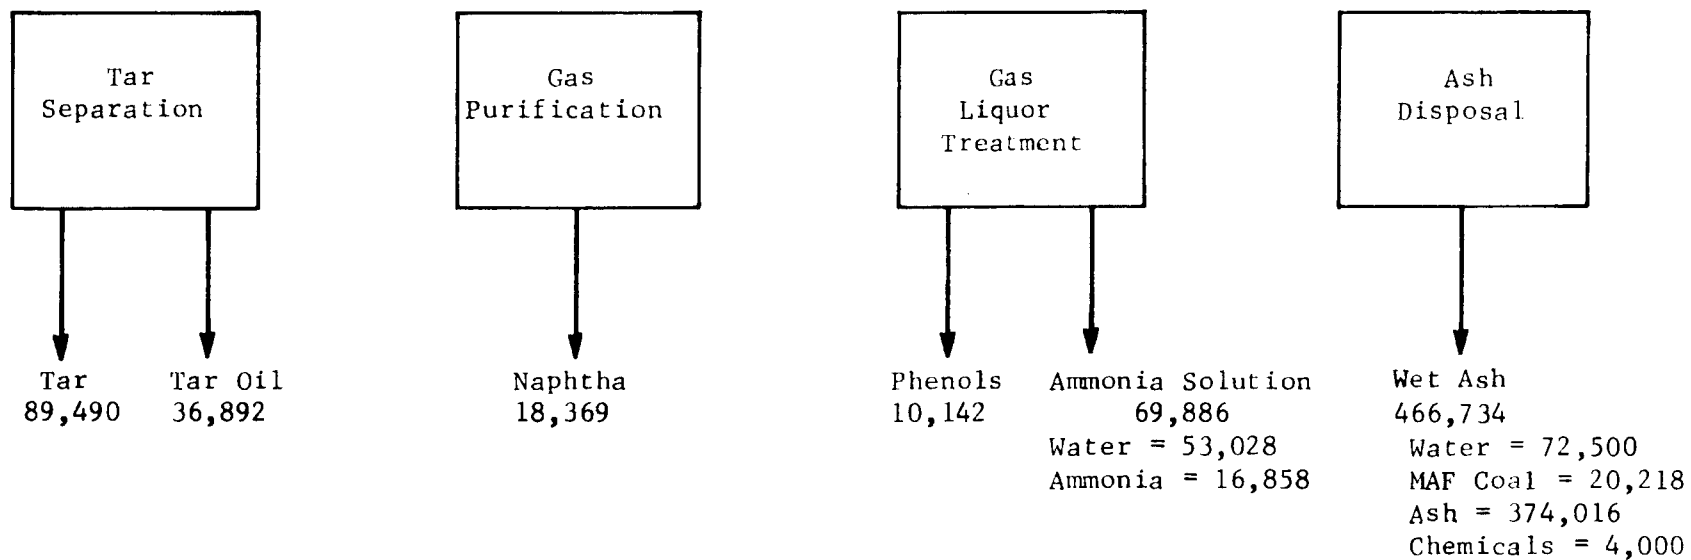 Tar
Separation
Gas
Purification
Gas
Liquor
Treatment
Ash
Disposal
Tar
89,490
Tar Oil
36,892
Naphtha
18,369
Phenols
10,142
Ammonia Solution
69,886
Water = 53,028
Ammonia = 16,858
Wet Ash
466,734
Water = 72,500
MAF Coal = 20,218
Ash = 374,016
Chemicals = 4,000